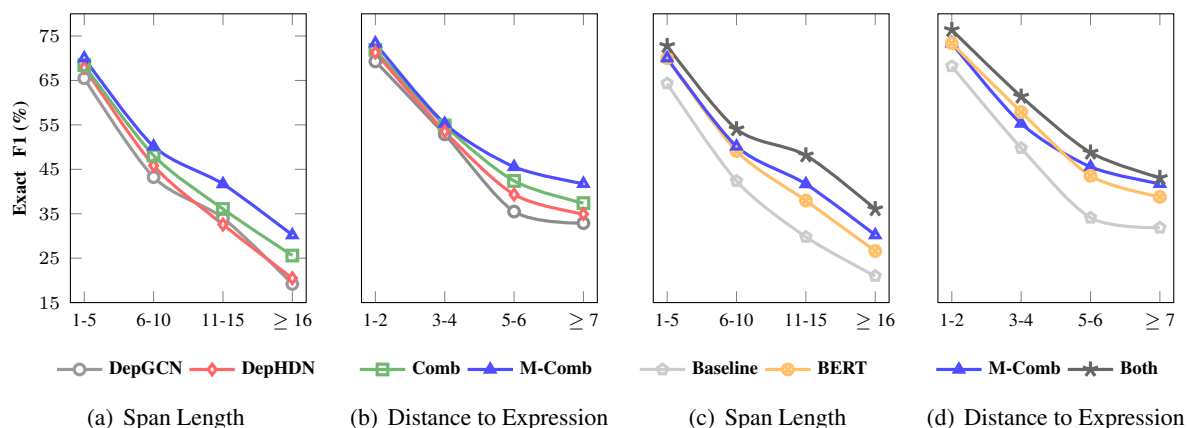 Exact F1 (%)
75
65
55
45
35
25
15
1-5 6-10 11-15 ≥ 16
1-2 3-4 5-6 ≥ 7
1-5 6-10 11-15 ≥ 16
1-2 3-4 5-6 ≥ 7
DepGCN DepHDN Comb M-Comb Baseline BERT M-Comb Both
(a) Span Length (b) Distance to Expression (c) Span Length (d) Distance to Expression